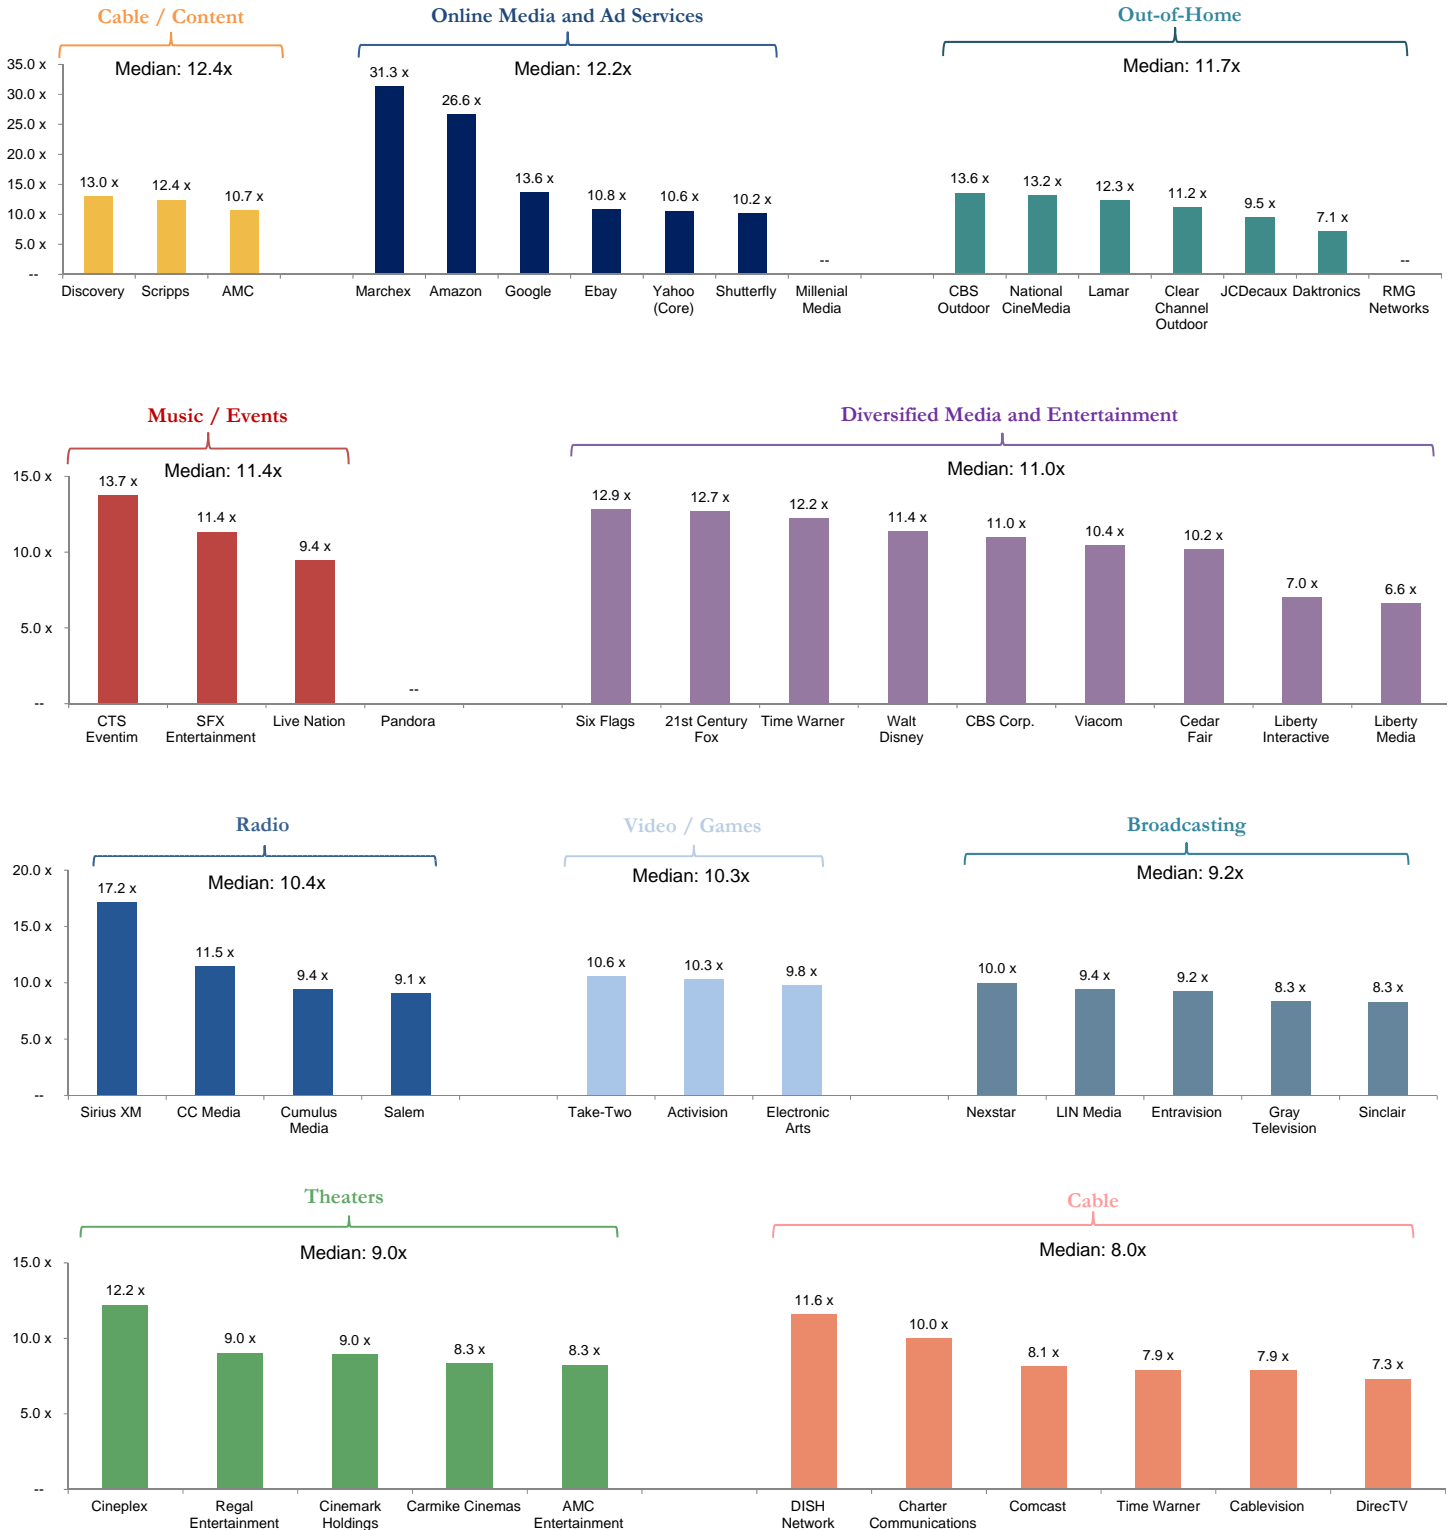 Cable / Content
Online Media and Ad Services
Out-of-Home
Median: 12.4x
Median: 12.2x
Median: 11.7x
35.0 x
30.0 x
25.0 x
20.0 x
15.0 x
10.0 x
5.0 x
--
13.0 x
12.4 x
10.7 x
31.3 x
26.6 x
13.6 x
10.8 x
10.6 x
10.2 x
--
13.6 x
13.2 x
12.3 x
11.2 x
9.5 x
7.1 x
--
Discovery
Scripps
AMC
Marchex
Amazon
Google
Ebay
Yahoo
(Core)
Shutterfly
Millenial
Media
CBS
Outdoor
National
CineMedia
Lamar
Clear
Channel
Outdoor
JCDecaux
Daktronics
RMG
Networks
Music / Events
Diversified Media and Entertainment
Median: 11.4x
Median: 11.0x
15.0 x
10.0 x
5.0 x
--
13.7 x
11.4 x
9.4 x
--
12.9 x
12.7 x
12.2 x
11.4 x
11.0 x
10.4 x
10.2 x
7.0 x
6.6 x
CTS
Eventim
SFX
Entertainment
Live Nation
Pandora
Six Flags
21st Century
Fox
Time Warner
Walt
Disney
CBS Corp.
Viacom
Cedar
Fair
Liberty
Interactive
Liberty
Media
Radio
Video / Games
Broadcasting
Median: 10.4x
Median: 10.3x
Median: 9.2x
20.0 x
15.0 x
10.0 x
5.0 x
--
17.2 x
11.5 x
9.4 x
9.1 x
10.6 x
10.3 x
9.8 x
10.0 x
9.4 x
9.2 x
8.3 x
8.3 x
Sirius XM
CC Media
Cumulus
Media
Salem
Take-Two
Activision
Electronic
Arts
Nexstar
LIN Media
Entravision
Gray
Television
Sinclair
Theaters
Cable
Median: 9.0x
Median: 8.0x
15.0 x
10.0 x
5.0 x
--
12.2 x
9.0 x
9.0 x
8.3 x
8.3 x
11.6 x
10.0 x
8.1 x
7.9 x
7.9 x
7.3 x
Cineplex
Regal
Entertainment
Cinemark
Holdings
Carmike Cinemas
AMC
Entertainment
DISH
Network
Charter
Communications
Comcast
Time Warner
Cablevision
DirecTV